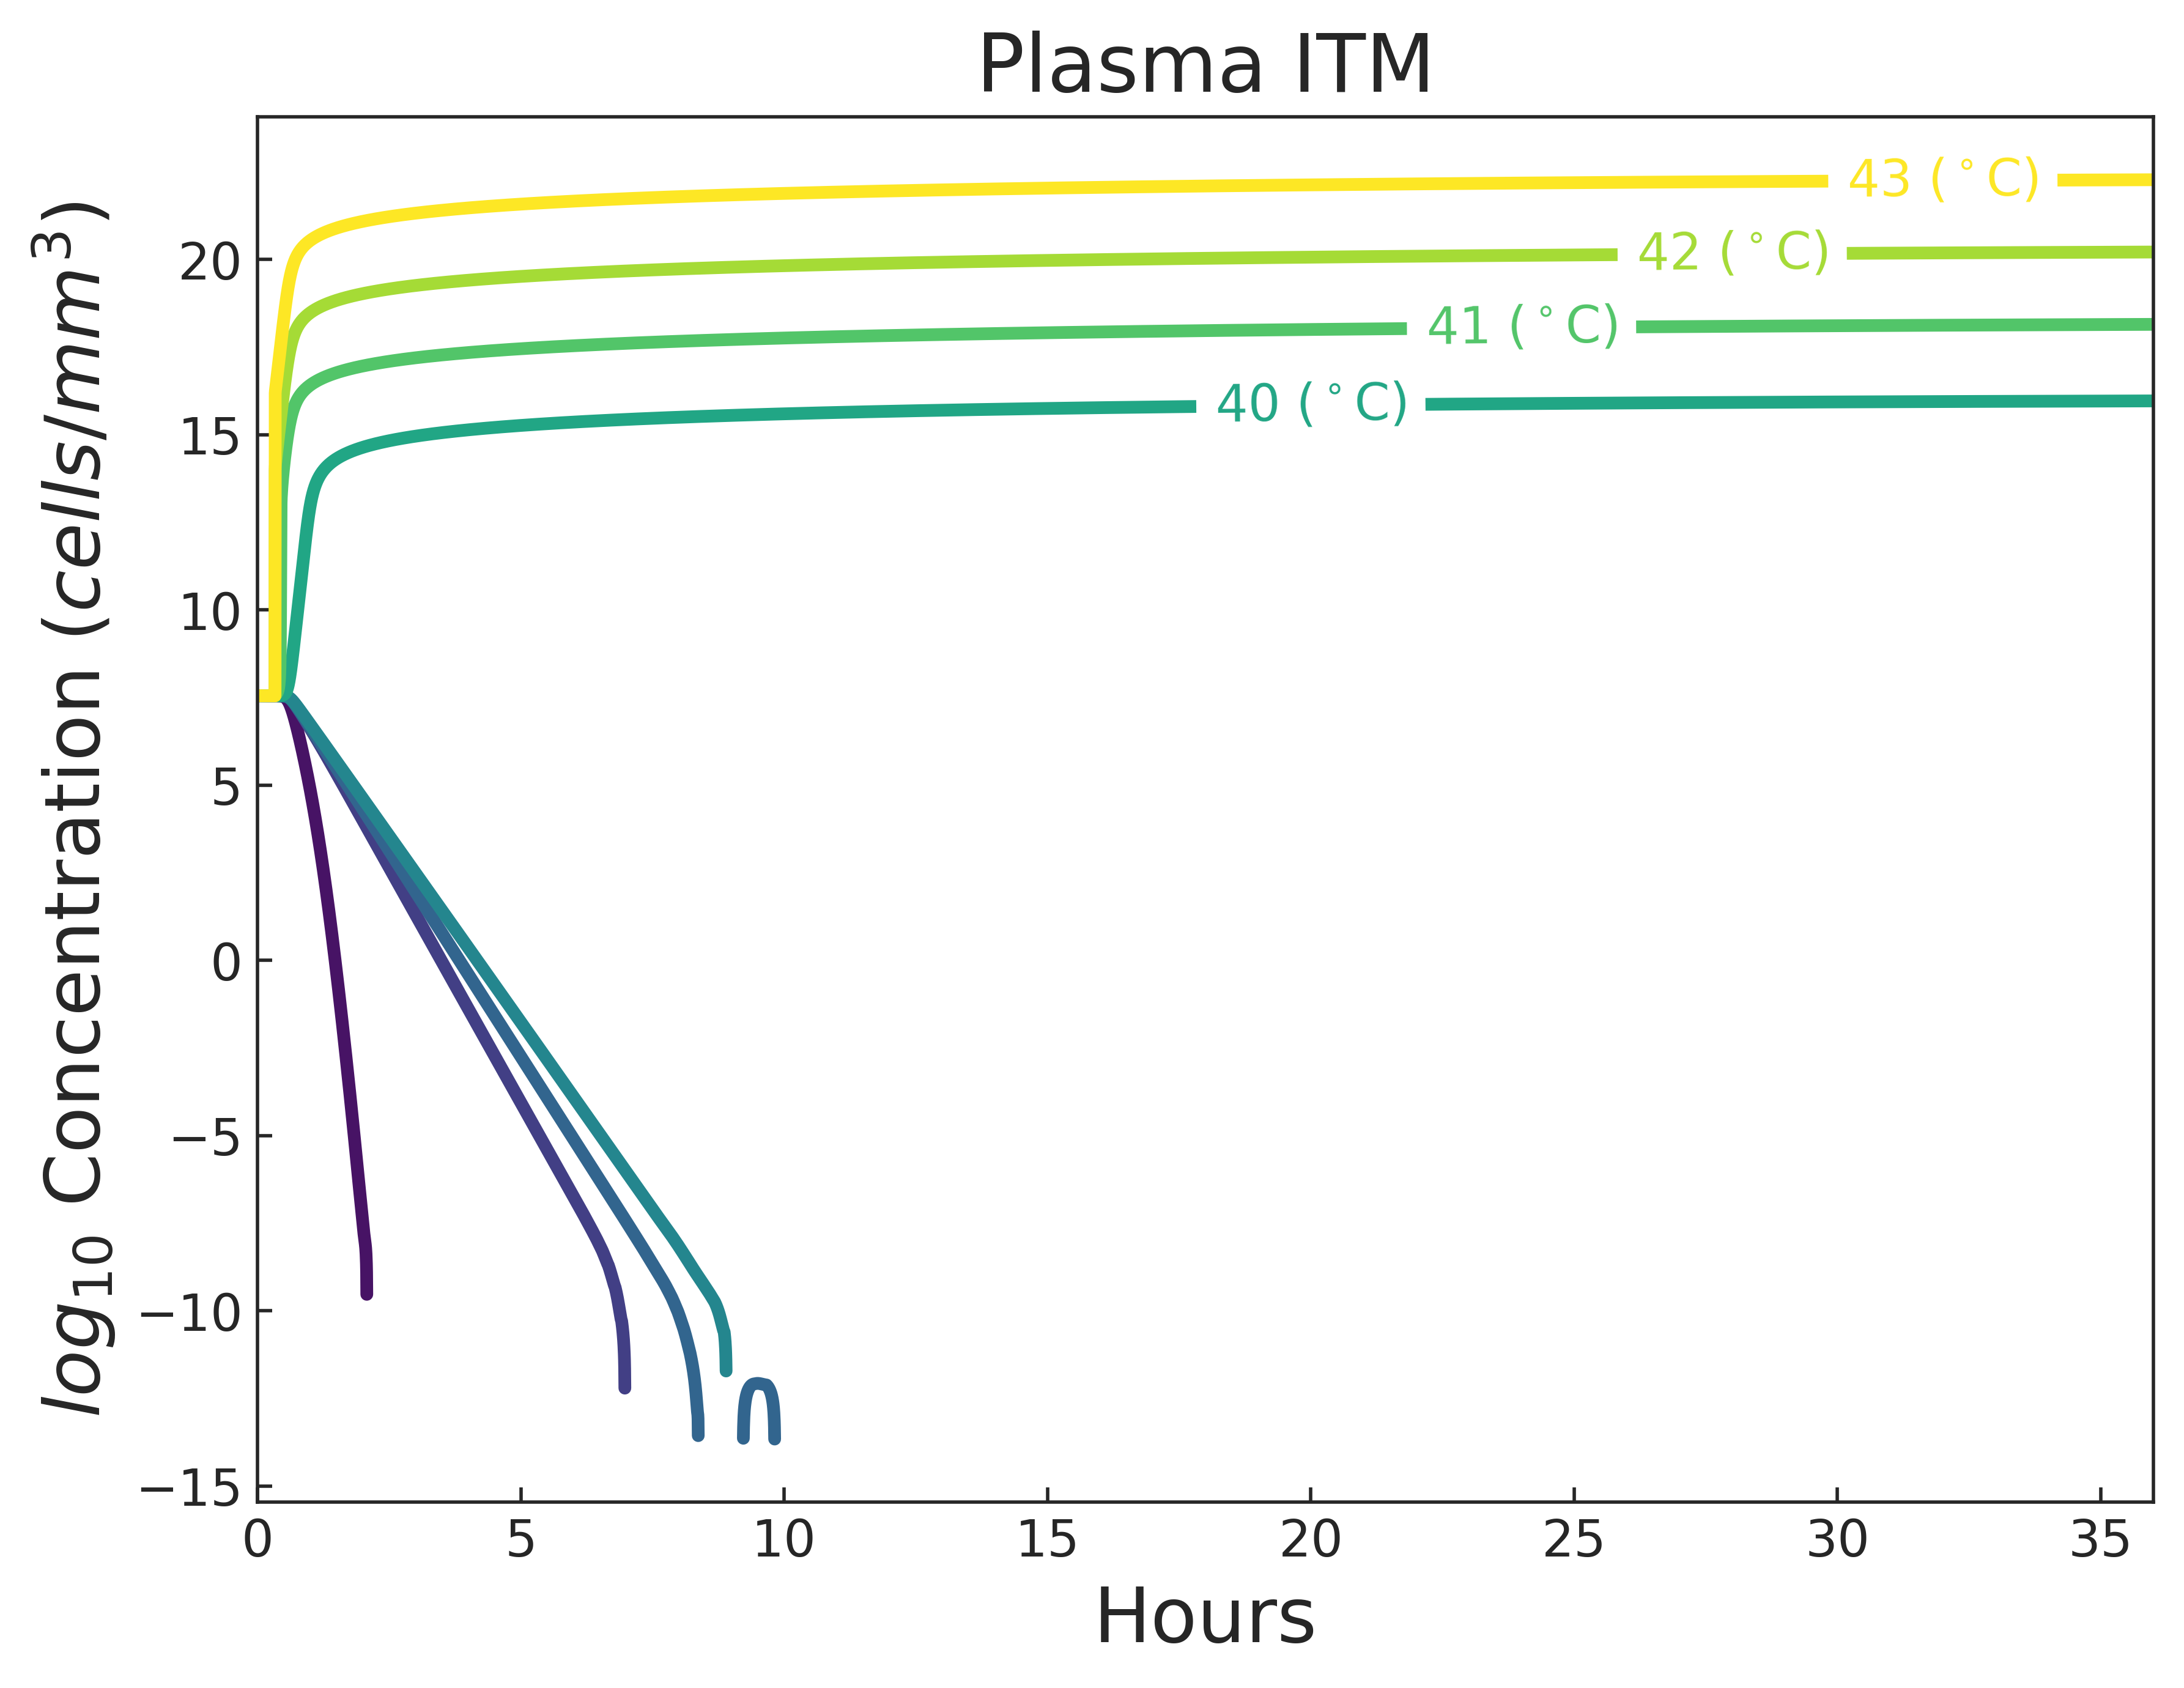 Plasma ITM
log₁₀ Concentration (cells/mm³)
20
15
10
5
0
−5
−10
−15
43 (°C)
42 (°C)
41 (°C)
40 (°C)
0 5 10 15 20 25 30 35
Hours